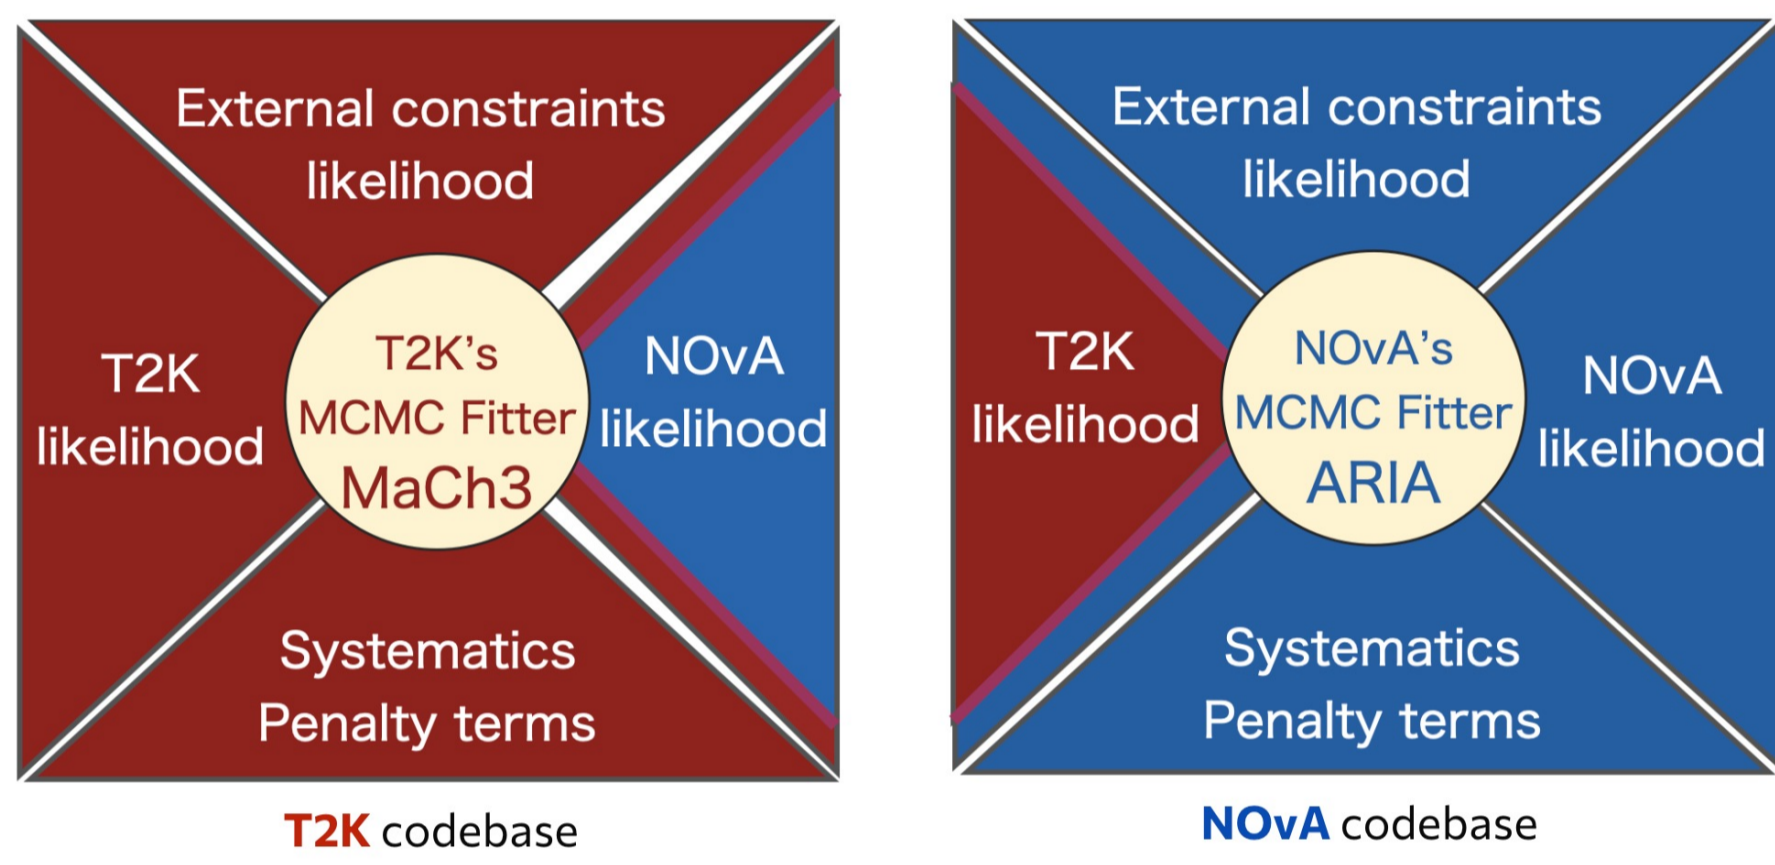 External constraints
likelihood
T2K
likelihood
T2K's
MCMC Fitter
MaCh3
NOvA
likelihood
Systematics
Penalty terms
T2K codebase
External constraints
likelihood
T2K
likelihood
NOvA's
MCMC Fitter
ARIA
NOvA
likelihood
Systematics
Penalty terms
NOvA codebase